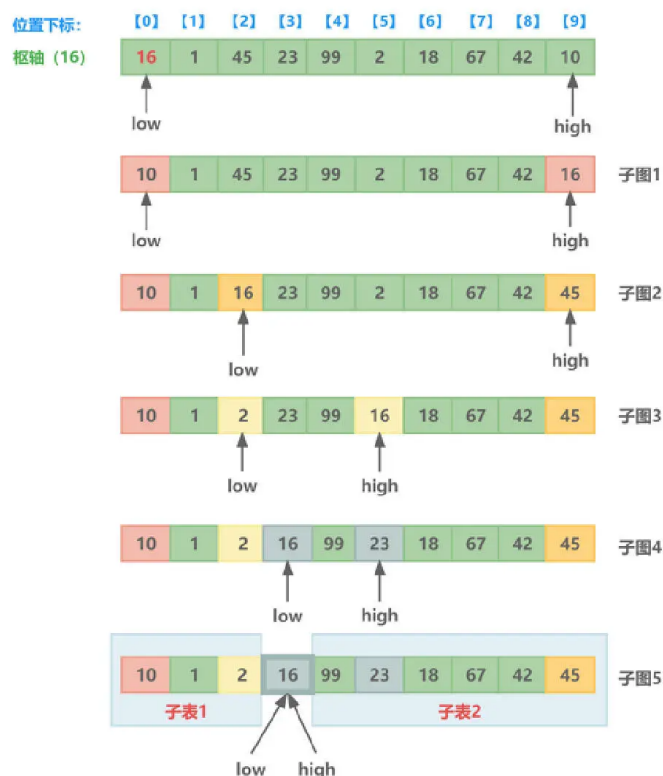 位置下标: 【0】 【1】 【2】 【3】 【4】 【5】 【6】 【7】 【8】 【9】
枢轴（16） 16 1 45 23 99 2 18 67 42 10
low high
10 1 45 23 99 2 18 67 42 16 子图1
low high
10 1 16 23 99 2 18 67 42 45 子图2
low high
10 1 2 23 99 16 18 67 42 45 子图3
low high
10 1 2 16 99 23 18 67 42 45 子图4
low high
10 1 2 16 99 23 18 67 42 45 子图5
子表1 子表2
low high